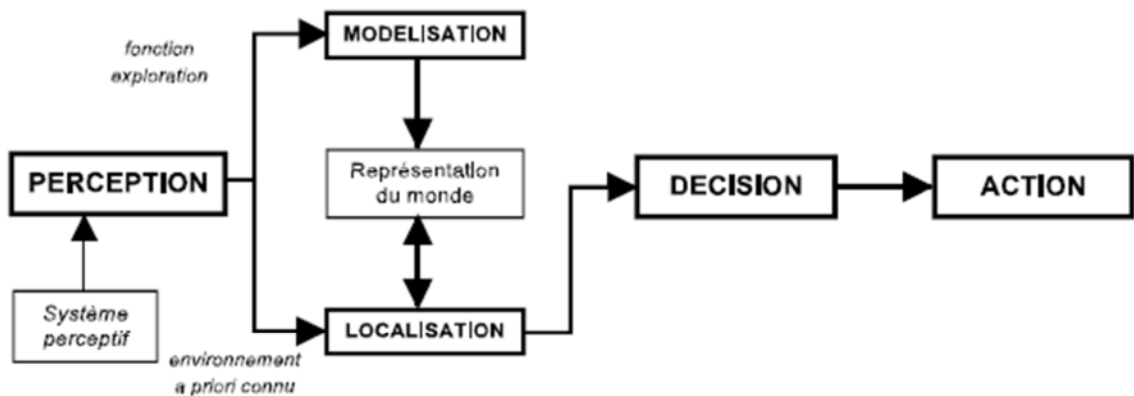 fonction
exploration
MODELISATION
PERCEPTION
Représentation
du monde
DECISION
ACTION
Système
perceptif
LOCALISATION
environnement
a priori connu